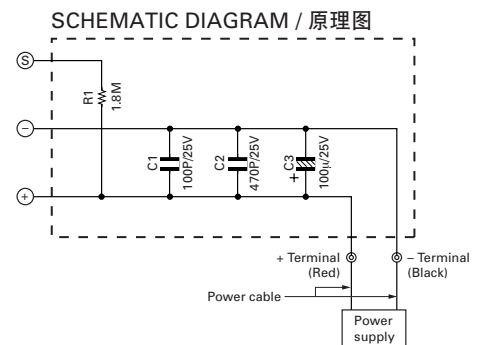 SCHEMATIC DIAGRAM / 原理图
S
R1
1.8M
–
C1
100P/25V
C2
470P/25V
+ C3
100µ/25V
+
+ Terminal
(Red)
– Terminal
(Black)
Power cable
Power
supply